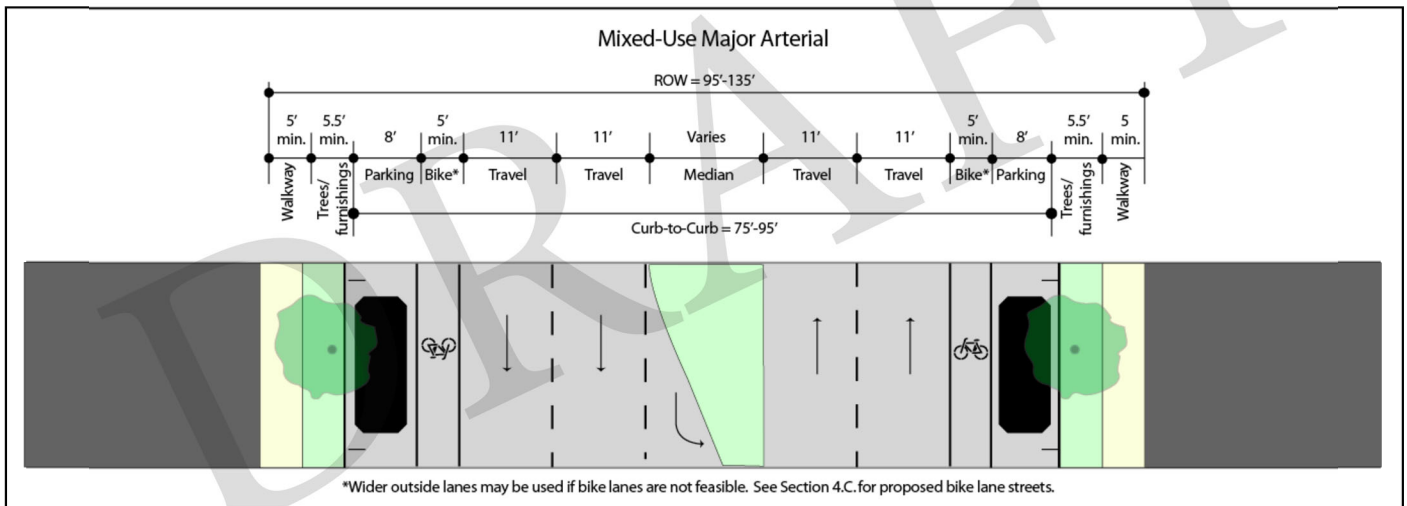 Mixed-Use Major Arterial
ROW = 95'-135'
5' min. 5.5' min. 8' 5' min. 11' 11' Varies 11' 11' 5' min. 8' 5.5' min. 5 min.
Walkway Trees/ furnishings Parking Bike* Travel Travel Median Travel Travel Bike* Parking Trees/ furnishings Walkway
Curb-to-Curb = 75'-95'
DRAFT
*Wider outside lanes may be used if bike lanes are not feasible. See Section 4.C. for proposed bike lane streets.